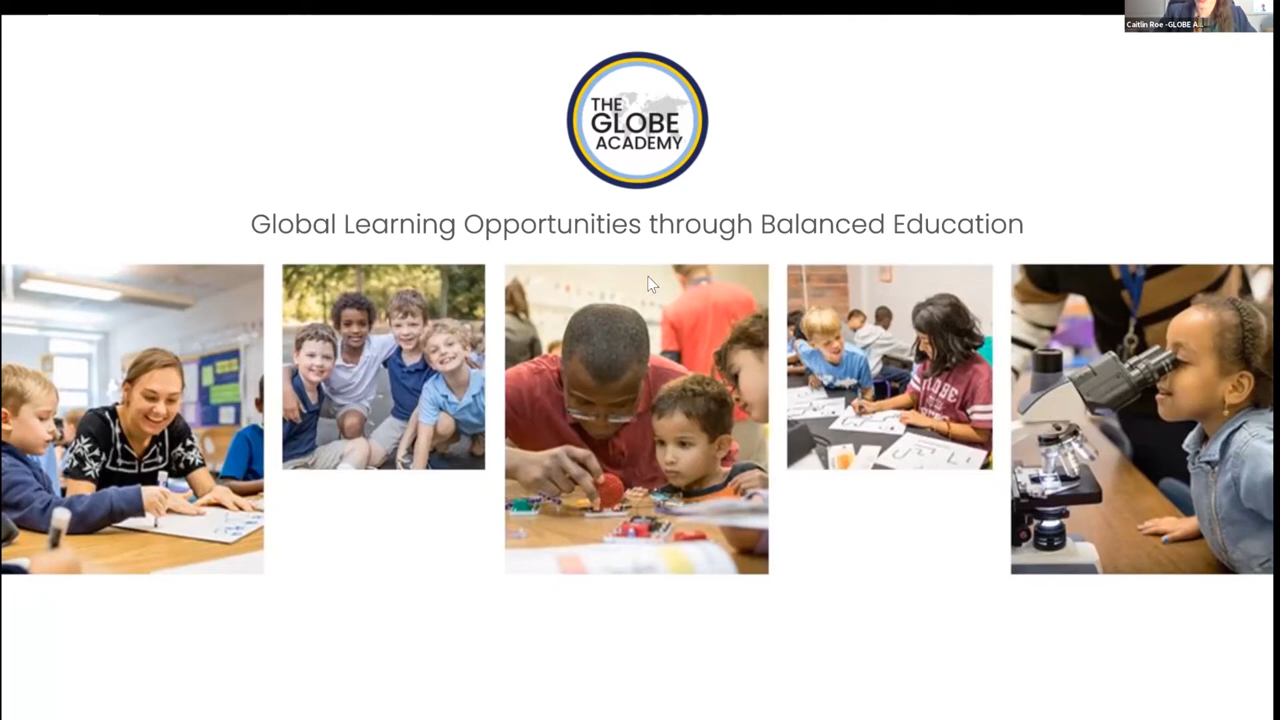 Caitlin Roe -GLOBE A...
THE
GLOBE
ACADEMY
Global Learning Opportunities through Balanced Education